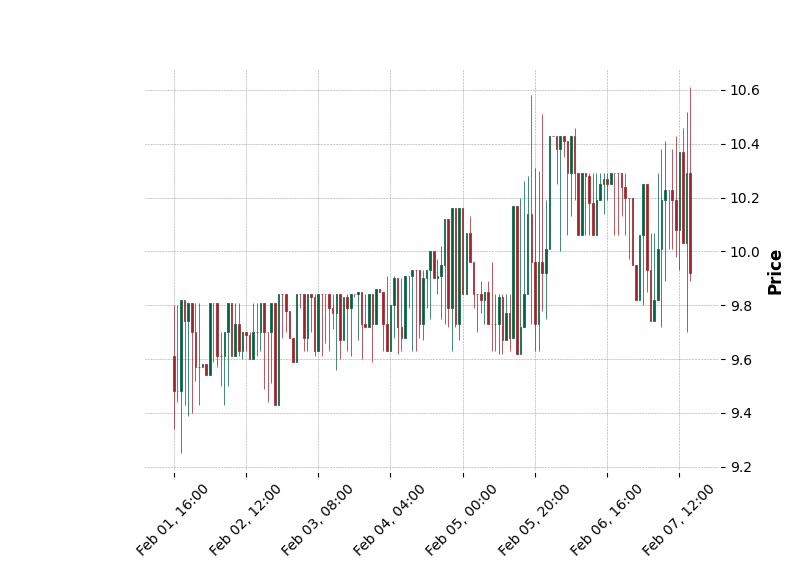 10.6
10.4
10.2
10.0
9.8
9.6
9.4
9.2
Price
Feb 01, 16:00
Feb 02, 12:00
Feb 03, 08:00
Feb 04, 04:00
Feb 05, 00:00
Feb 05, 20:00
Feb 06, 16:00
Feb 07, 12:00